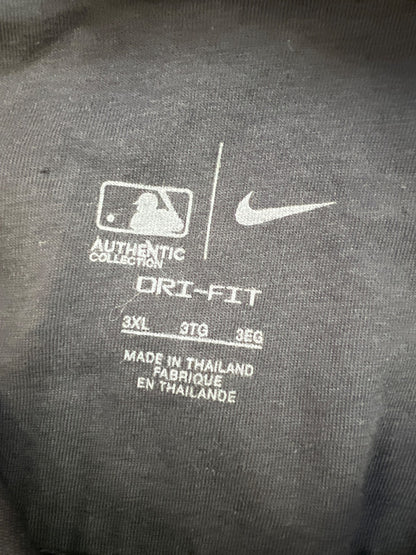 AUTHENTIC
COLLECTION
DRI-FIT
3XL 3TG 3EG
MADE IN THAILAND
FABRIQUE
EN THAILANDE